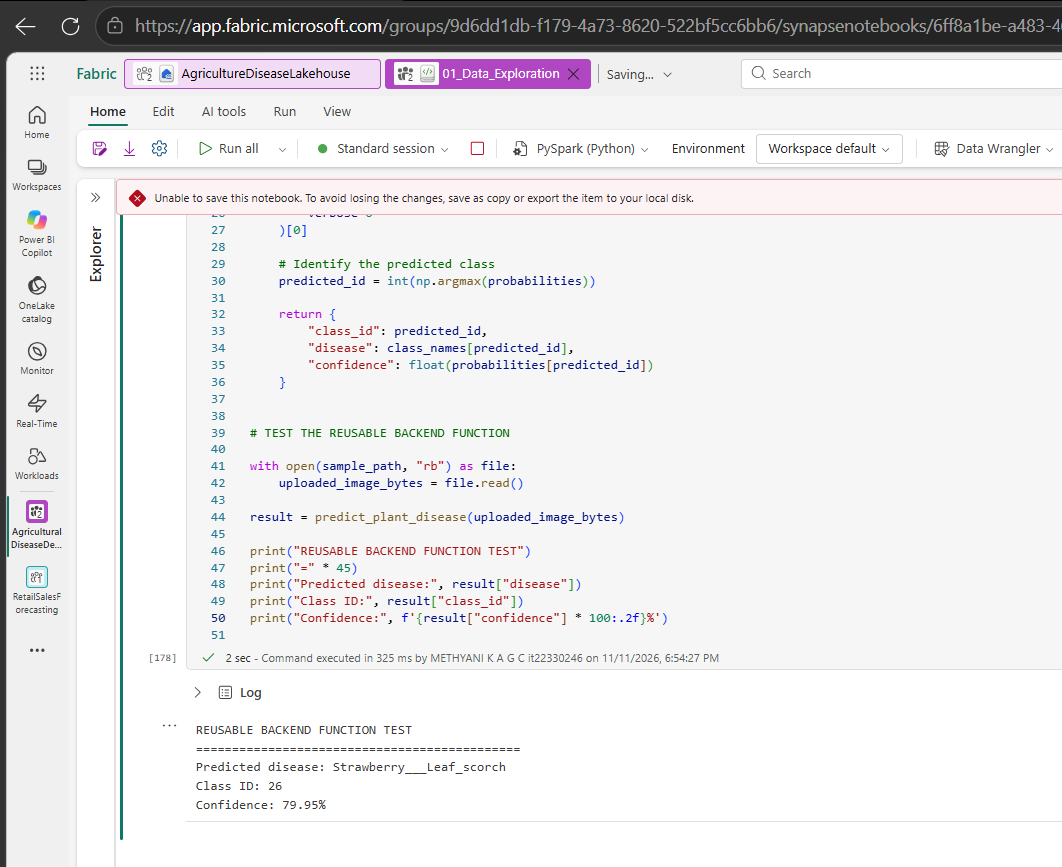 https://app.fabric.microsoft.com/groups/9d6dd1db-f179-4a73-8620-522bf5cc6bb6/synapsenotebooks/6ff8a1be-a483-4
Fabric AgricultureDiseaseLakehouse 01_Data_Exploration Saving... Search
Home Edit AI tools Run View
Run all Standard session PySpark (Python) Environment Workspace default Data Wrangler
Home
Workspaces
Power BI
Copilot
OneLake
catalog
Monitor
Real-Time
Workloads
Agricultural
DiseaseDe...
RetailSalesF
orecasting
Explorer
Unable to save this notebook. To avoid losing the changes, save as copy or export the item to your local disk.
27 )[0]
28
29 # Identify the predicted class
30 predicted_id = int(np.argmax(probabilities))
31
32 return {
33 "class_id": predicted_id,
34 "disease": class_names[predicted_id],
35 "confidence": float(probabilities[predicted_id])
36 }
37
38
39 # TEST THE REUSABLE BACKEND FUNCTION
40
41 with open(sample_path, "rb") as file:
42 uploaded_image_bytes = file.read()
43
44 result = predict_plant_disease(uploaded_image_bytes)
45
46 print("REUSABLE BACKEND FUNCTION TEST")
47 print("=" * 45)
48 print("Predicted disease:", result["disease"])
49 print("Class ID:", result["class_id"])
50 print("Confidence:", f'{result["confidence"] * 100:.2f}%')
51
[178] 2 sec - Command executed in 325 ms by METHYANI K A G C it22330246 on 11/11/2026, 6:54:27 PM
Log
...
REUSABLE BACKEND FUNCTION TEST
=============================================
Predicted disease: Strawberry___Leaf_scorch
Class ID: 26
Confidence: 79.95%